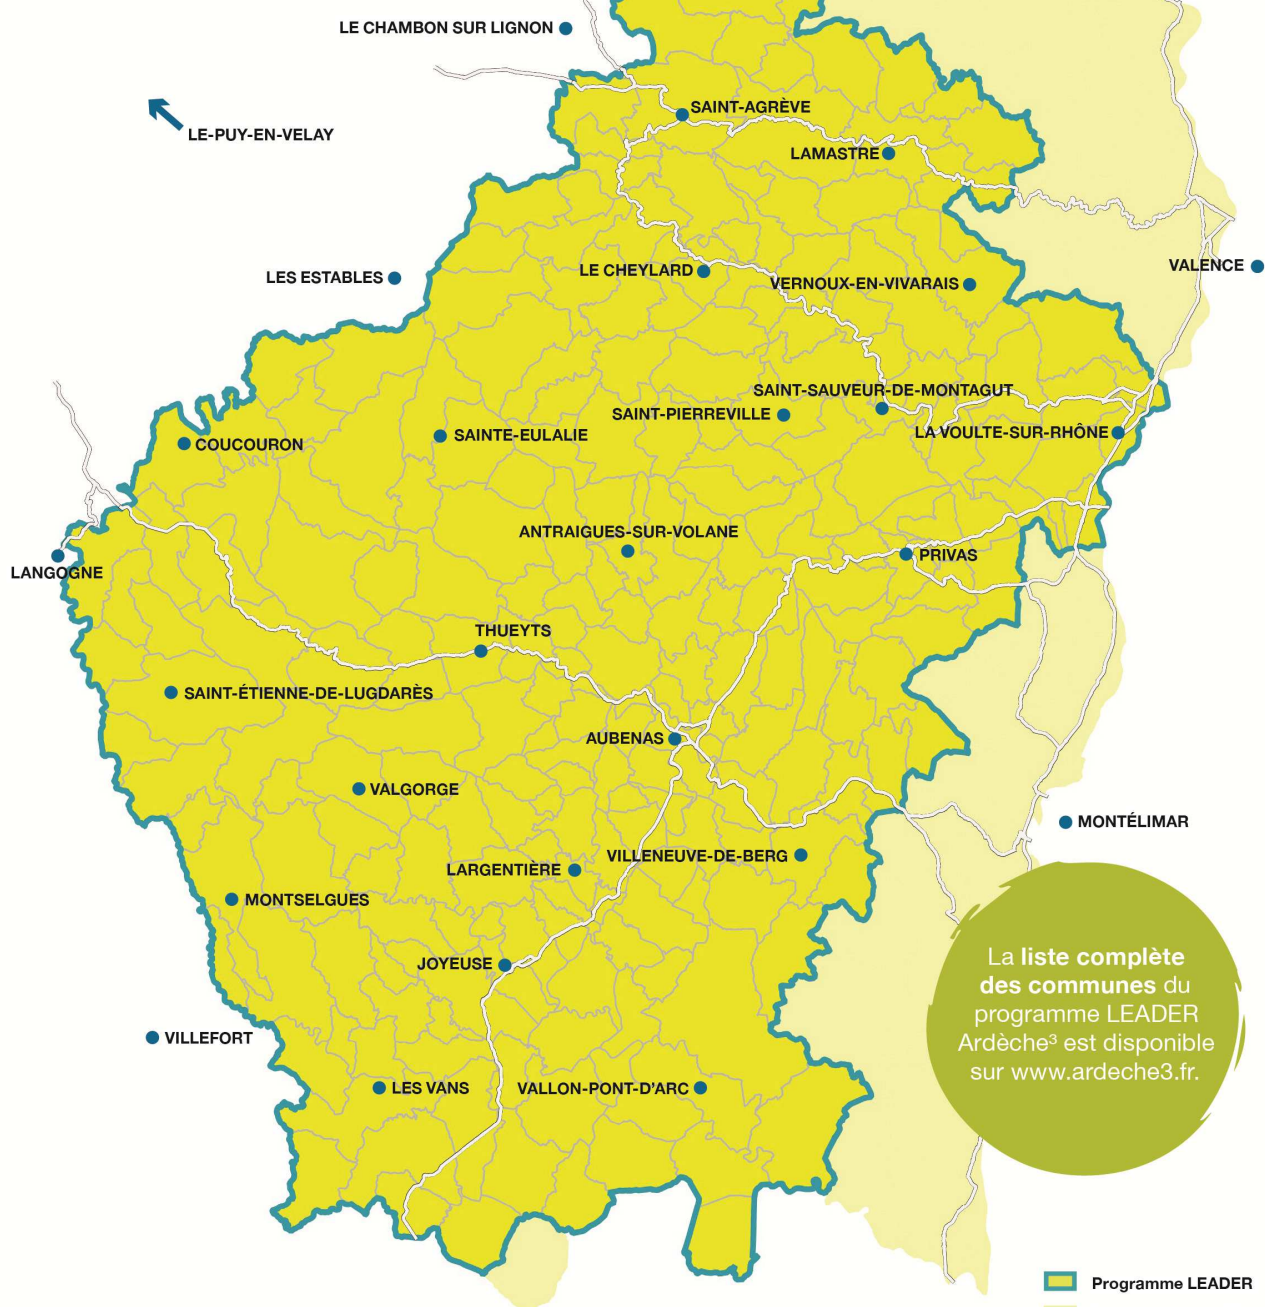 LE CHAMBON SUR LIGNON
SAINT-AGRÈVE
LE-PUY-EN-VELAY
LAMASTRE
VALENCE
LES ESTABLES
LE CHEYLARD
VERNOUX-EN-VIVARAIS
SAINT-SAUVEUR-DE-MONTAGUT
SAINT-PIERREVILLE
LA VOULTE-SUR-RHÔNE
COUCOURON
SAINTE-EULALIE
ANTRAIGUES-SUR-VOLANE
PRIVAS
LANGOGNE
THUEYTS
SAINT-ÉTIENNE-DE-LUGDARÈS
AUBENAS
VALGORGE
MONTÉLIMAR
VILLENEUVE-DE-BERG
LARGENTIÈRE
MONTSELGUES
JOYEUSE
La liste complète
des communes du
programme LEADER
Ardèche³ est disponible
sur www.ardeche3.fr.
VILLEFORT
LES VANS
VALLON-PONT-D'ARC
Programme LEADER